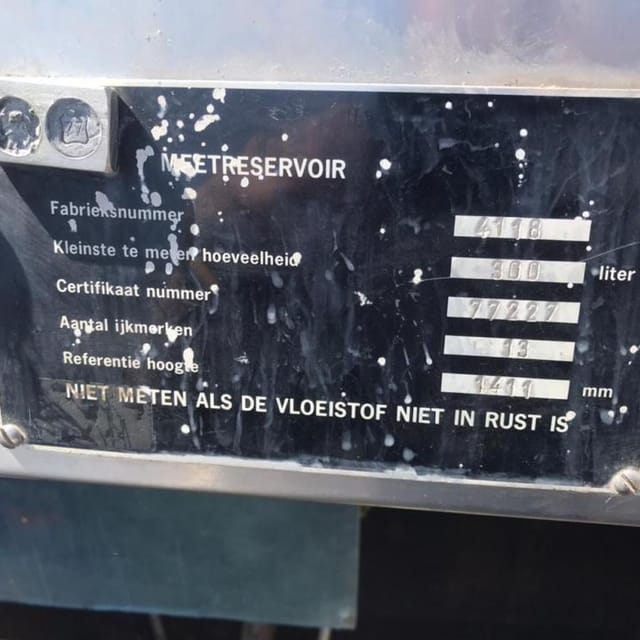 77
MEETRESERVOIR
Fabrieksnummer 4118
Kleinste te meten hoeveelheid 300 liter
Certifikaat nummer 77227
Aantal ijkmerken 13
Referentie hoogte 1411 mm
NIET METEN ALS DE VLOEISTOF NIET IN RUST IS